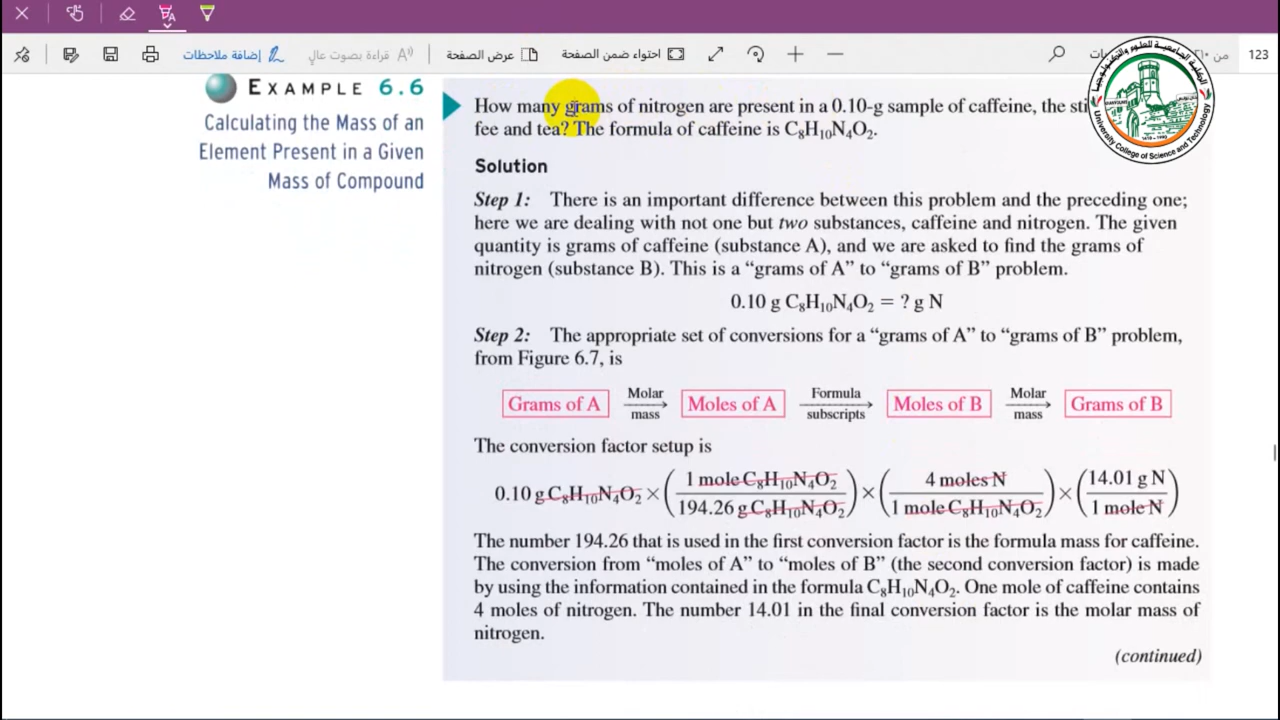 إضافة ملاحظات
قراءة بصوت عالٍ
عرض الصفحة
احتواء ضمن الصفحة
من
123
University College of Science and Technology
EXAMPLE 6.6
Calculating the Mass of an
Element Present in a Given
Mass of Compound
How many grams of nitrogen are present in a 0.10-g sample of caffeine, the
fee and tea? The formula of caffeine is C₈H₁₀N₄O₂.
Solution
Step 1: There is an important difference between this problem and the preceding one;
here we are dealing with not one but two substances, caffeine and nitrogen. The given
quantity is grams of caffeine (substance A), and we are asked to find the grams of
nitrogen (substance B). This is a “grams of A” to “grams of B” problem.
0.10 g C₈H₁₀N₄O₂ = ? g N
Step 2: The appropriate set of conversions for a “grams of A” to “grams of B” problem,
from Figure 6.7, is
Grams of A Molar mass → Moles of A Formula subscripts → Moles of B Molar mass → Grams of B
The conversion factor setup is
0.10 g C₈H₁₀N₄O₂ × (1 mole C₈H₁₀N₄O₂ / 194.26 g C₈H₁₀N₄O₂) × (4 moles N / 1 mole C₈H₁₀N₄O₂) × (14.01 g N / 1 mole N)
The number 194.26 that is used in the first conversion factor is the formula mass for caffeine.
The conversion from “moles of A” to “moles of B” (the second conversion factor) is made
by using the information contained in the formula C₈H₁₀N₄O₂. One mole of caffeine contains
4 moles of nitrogen. The number 14.01 in the final conversion factor is the molar mass of
nitrogen.
(continued)